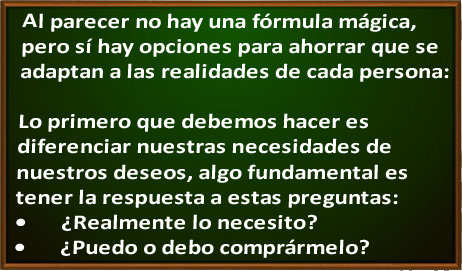 Al parecer no hay una fórmula mágica,
pero sí hay opciones para ahorrar que se
adaptan a las realidades de cada persona:
Lo primero que debemos hacer es
diferenciar nuestras necesidades de
nuestros deseos, algo fundamental es
tener la respuesta a estas preguntas:
• ¿Realmente lo necesito?
• ¿Puedo o debo comprármelo?